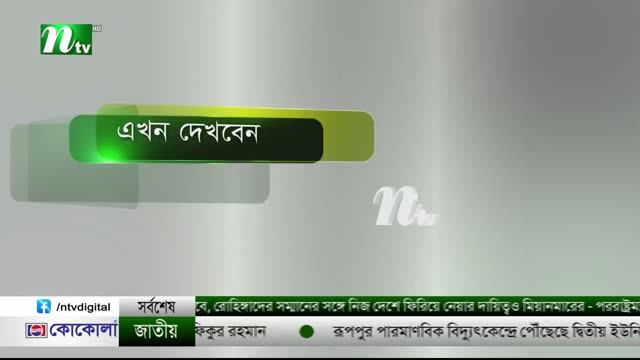 ntv HD
এখন দেখবেন
ntv
/ntvdigital
সর্বশেষ
বে, রোহিঙ্গাদের সম্মানের সঙ্গে নিজ দেশে ফিরিয়ে নেয়ার দায়িত্বও মিয়ানমারের - পররাষ্ট্রম
কোকোলা
জাতীয়
ফিকুর রহমান
রূপপুর পারমাণবিক বিদ্যুৎকেন্দ্রে পৌঁছেছে দ্বিতীয় ইউনি